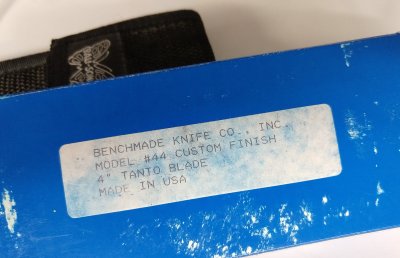 BENCHMADE KNIFE CO., INC.
MODEL #44 CUSTOM FINISH
4" TANTO BLADE
MADE IN USA